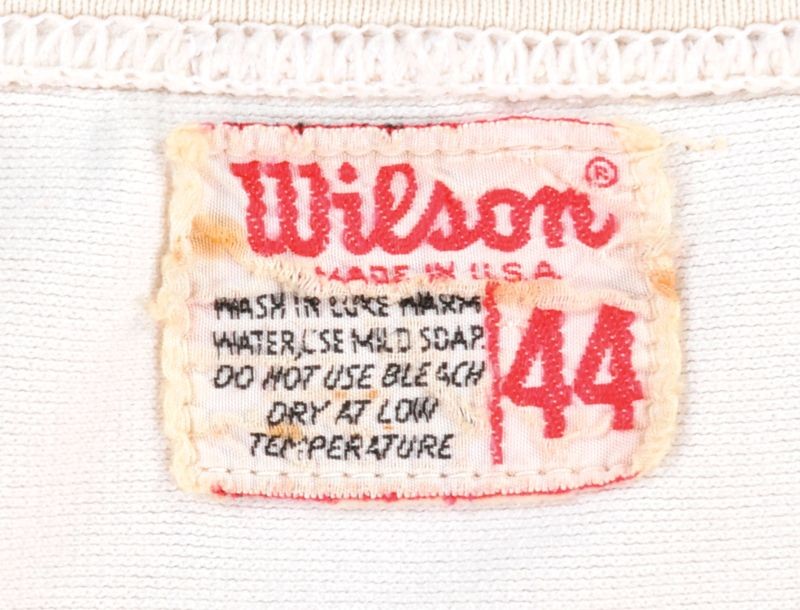 Wilson®
MADE IN U.S.A.
WASH IN LUKE WARM
WATER, USE MILD SOAP.
DO NOT USE BLEACH
DRY AT LOW
TEMPERATURE
44